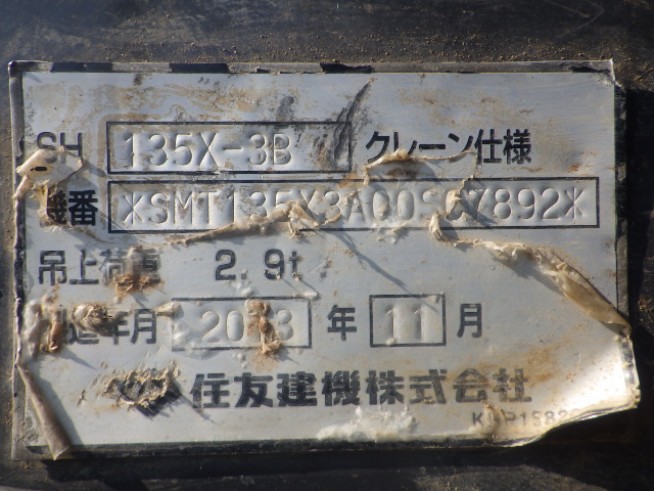 SH 135X-3B クレーン仕様
機番 *SMT135X3A00SC7892*
吊上荷重 2.9t
年月 年 11 月
住友建機株式会社